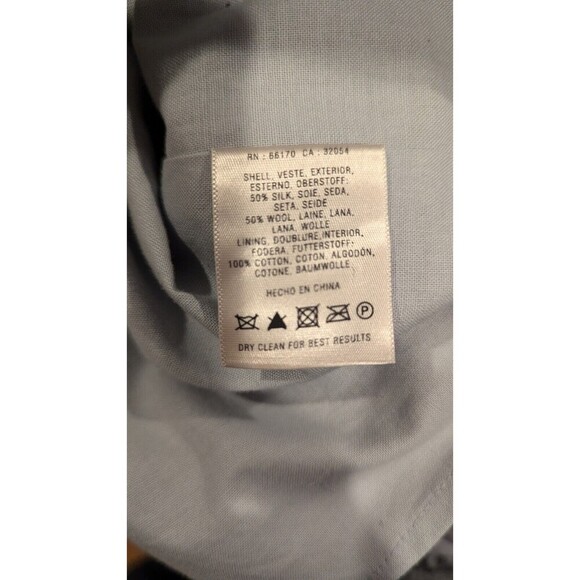 RN : 66170 CA : 32054
SHELL, VESTE, EXTERIOR,
ESTERNO, OBERSTOFF:
50% SILK, SOIE, SEDA,
SETA, SEIDE
50% WOOL, LAINE, LANA,
LANA, WOLLE
LINING, DOUBLURE,INTERIOR,
FODERA, FUTTERSTOFF:
100% COTTON, COTON, ALGODÓN,
COTONE, BAUMWOLLE
HECHO EN CHINA
P
DRY CLEAN FOR BEST RESULTS